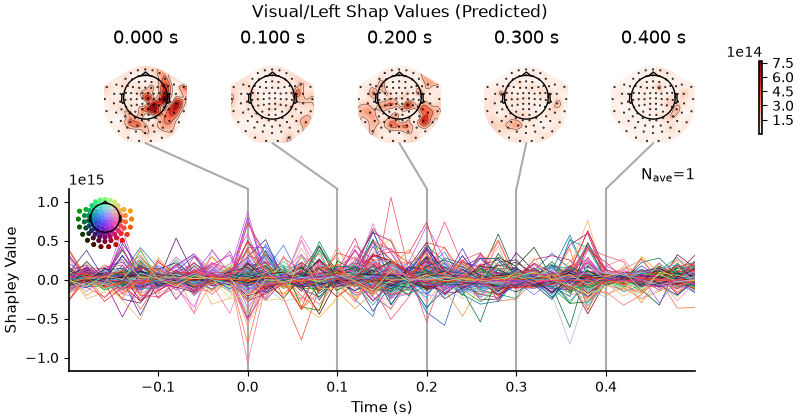 Visual/Left Shap Values (Predicted)
0.000 s 0.100 s 0.200 s 0.300 s 0.400 s
1e14
7.5
6.0
4.5
3.0
1.5
Nave=1
1e15
1.0
0.5
0.0
−0.5
−1.0
Shapley Value
−0.1 0.0 0.1 0.2 0.3 0.4
Time (s)